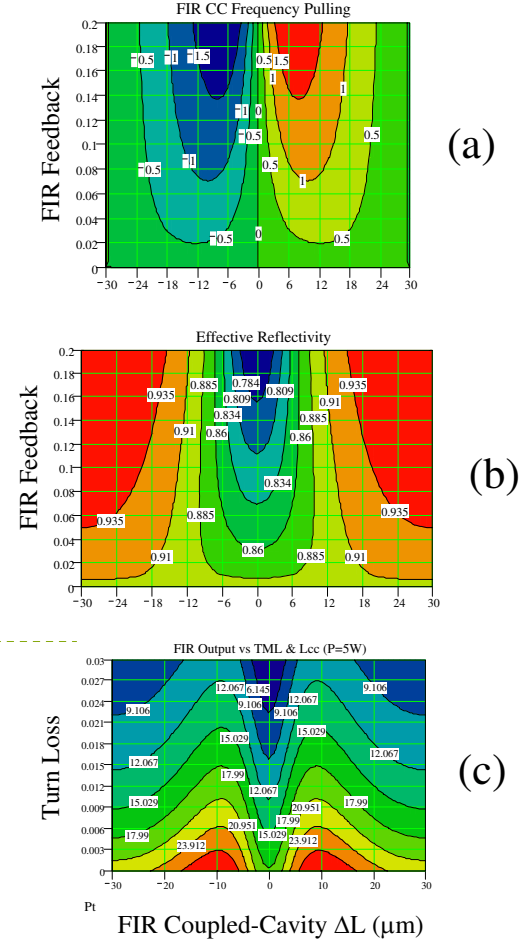 FIR CC Frequency Pulling
0.2
0.16
0.14
0.12
0.1
0.08
0.06
0.04
0.02
0
-0.5 -1 -1.5 0.5 1.5
1 1
-1 0
-0.5 0.5
-1 0.5
-0.5 1
0
-0.5 0.5
-30 -24 -18 -12 -6 0 6 12 18 24 30
FIR Feedback
(a)
Effective Reflectivity
0.2
0.18
0.16
0.14
0.12
0.1
0.08
0.06
0.04
0.02
0
0.935 0.885 0.784 0.809 0.935
0.809 0.91
0.834 0.885
0.91 0.86 0.86
0.834
0.935 0.885 0.935
0.91 0.86 0.885 0.91
-30 -24 -18 -12 -6 0 6 12 18 24 30
FIR Feedback
(b)
FIR Output vs TML & Lcc (P=5W)
0.03
0.027
0.024
0.021
0.018
0.015
0.012
0.009
0.006
0.003
0
12.067 6.145 9.106
9.106 9.106 12.067
9.106 15.029 15.029
12.067 12.067
17.99 12.067
15.029 20.951 17.99
17.99 20.951 15.029 17.99
23.912 23.912
-30 -20 -10 0 10 20 30
Turn Loss
(c)
Pt
FIR Coupled-Cavity ΔL (μm)